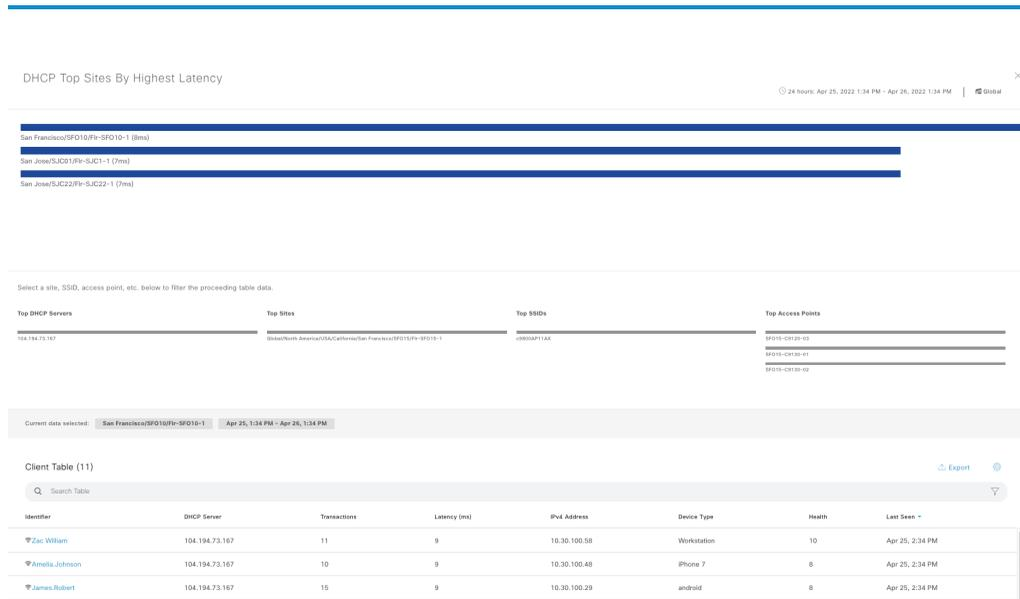 DHCP Top Sites By Highest Latency
24 hours: Apr 25, 2022 1:34 PM - Apr 26, 2022 1:34 PM | Global
San Francisco/SFO10/Flr-SFO10-1 (8ms)
San Jose/SJC01/Flr-SJC1-1 (7ms)
San Jose/SJC22/Flr-SJC22-1 (7ms)
Select a site, SSID, access point, etc. below to filter the proceeding table data.
Top DHCP Servers Top Sites Top SSIDs Top Access Points
104.194.73.167 Global/North America/USA/California/San Francisco/SFO15/Flr-SFO15-1 c9800AP11AX SFO15-C9120-03
SFO15-C9130-01
SFO15-C9130-02
Current data selected: San Francisco/SFO10/Flr-SFO10-1 Apr 25, 1:34 PM - Apr 26, 1:34 PM
Client Table (11) Export
Search Table
Identifier DHCP Server Transactions Latency (ms) IPv4 Address Device Type Health Last Seen
Zac.William 104.194.73.167 11 9 10.30.100.58 Workstation 10 Apr 25, 2:34 PM
Amelia.Johnson 104.194.73.167 10 9 10.30.100.48 iPhone 7 8 Apr 25, 2:34 PM
James.Robert 104.194.73.167 15 9 10.30.100.29 android 8 Apr 25, 2:34 PM